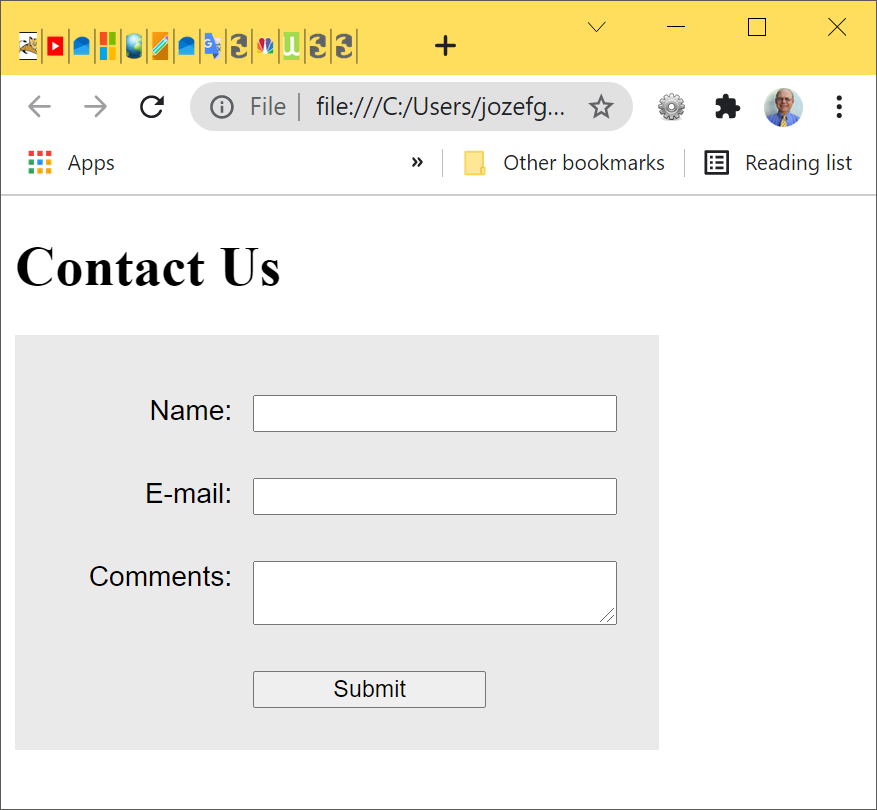 File file:///C:/Users/jozefg...
Apps » Other bookmarks Reading list
Contact Us
Name:
E-mail:
Comments:
Submit